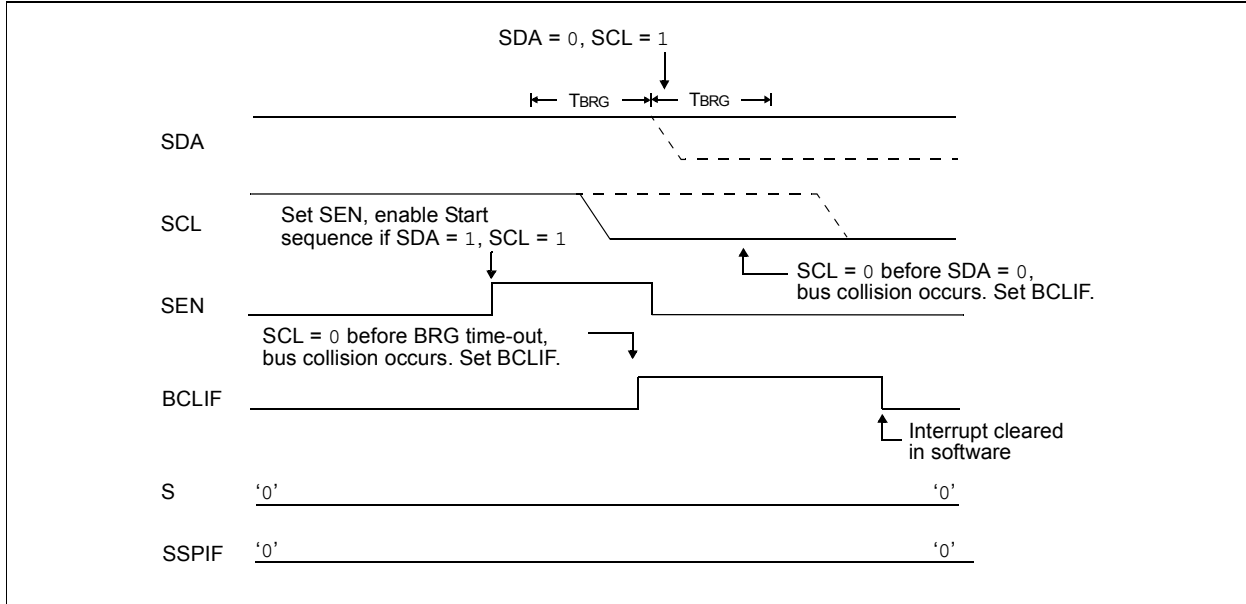 SDA = 0, SCL = 1
TBRG TBRG
SDA
SCL
Set SEN, enable Start
sequence if SDA = 1, SCL = 1
SCL = 0 before SDA = 0,
bus collision occurs. Set BCLIF.
SEN
SCL = 0 before BRG time-out,
bus collision occurs. Set BCLIF.
BCLIF
Interrupt cleared
in software
S
‘0’ ‘0’
SSPIF
‘0’ ‘0’